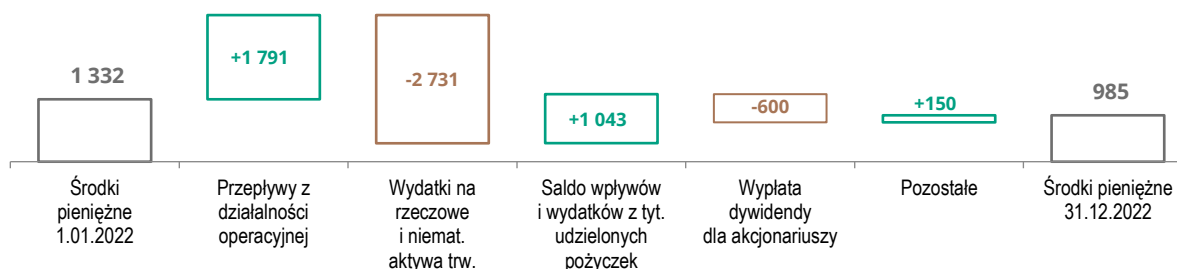 1 332
+1 791
-2 731
+1 043
-600
+150
985
Środki
pieniężne
1.01.2022
Przepływy z
działalności
operacyjnej
Wydatki na
rzeczowe
i niemat.
aktywa trw.
Saldo wpływów
i wydatków z tyt.
udzielonych
pożyczek
Wypłata
dywidendy
dla akcjonariuszy
Pozostałe
Środki pieniężne
31.12.2022